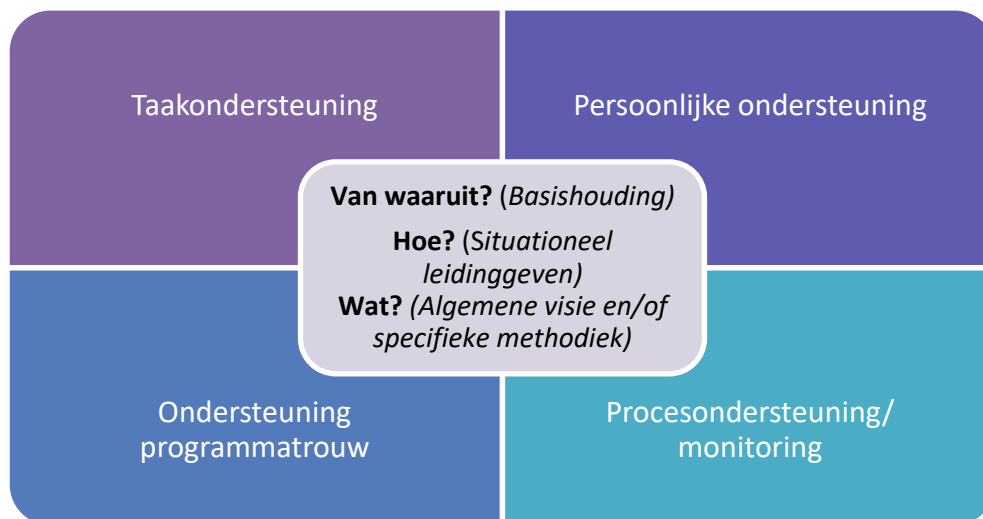 Taakondersteuning
Persoonlijke ondersteuning
Van waaruit? (Basishouding)
Hoe? (Situationeel
leidinggeven)
Wat? (Algemene visie en/of
specifieke methodiek)
Ondersteuning
programmatrouw
Procesondersteuning/
monitoring